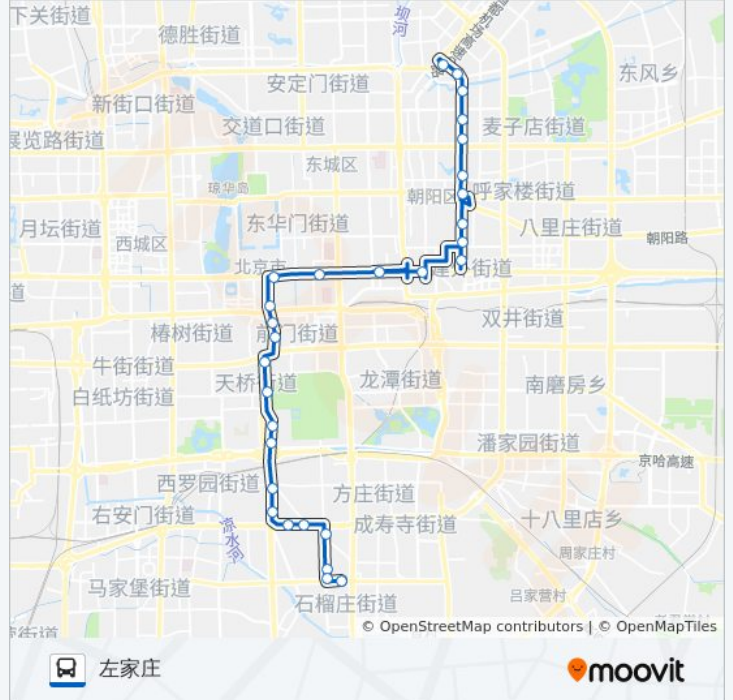 下关街道
坝
河
德胜街道
安定门街道
东风乡
新街口街道
交道口街道
麦子店街道
展览路街道
东城区
琼华岛
朝阳区
呼家楼街道
月坛街道
东华门街道
八里庄街道
西城区
朝阳路
北京市
建外街道
道
双井街道
椿树街道
前门街道
牛街街道
天桥街道
龙潭街道
南磨房乡
白纸坊街道
潘家园街道
京哈高速
西罗园街道
方庄街道
右安门街道
成寿寺街道
十八里店乡
凉水河
周家庄村
马家堡街道
吕家营村
石榴庄街道
© OpenStreetMap contributors | © OpenMapTiles
左家庄
moovit